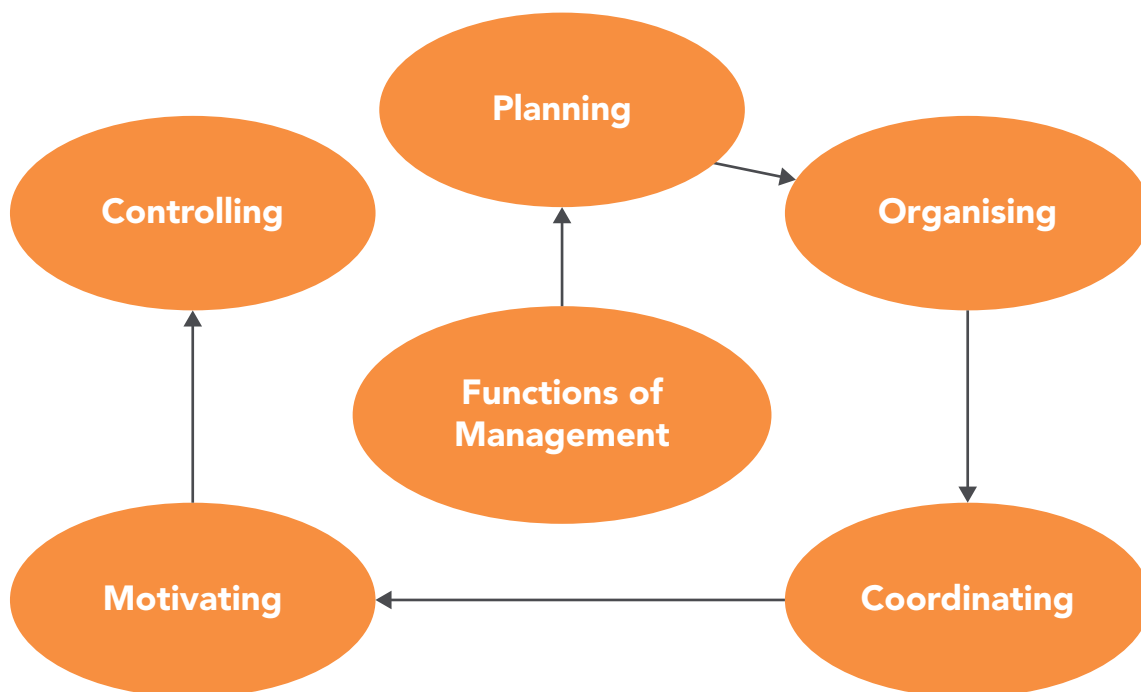 Planning
Controlling
Organising
Functions of
Management
Motivating
Coordinating